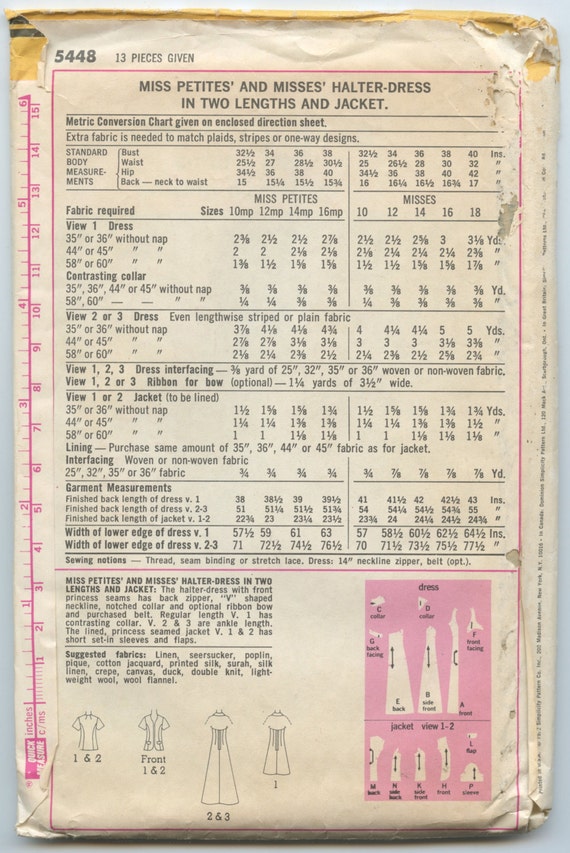 5448 13 PIECES GIVEN
MISS PETITES' AND MISSES' HALTER-DRESS
IN TWO LENGTHS AND JACKET.
Metric Conversion Chart given on enclosed direction sheet.
Extra fabric is needed to match plaids, stripes or one-way designs.
STANDARD Bust 32½ 34 36 38 32½ 34 36 38 40 Ins.
BODY Waist 25½ 27 28½ 30½ 25 26½ 28 30 32 "
MEASURE- Hip 34½ 36 38 40 34½ 36 38 40 42 "
MENTS Back — neck to waist 15 15¼ 15½ 15¾ 16 16¼ 16½ 16¾ 17 "
MISS PETITES MISSES
Fabric required Sizes 10mp 12mp 14mp 16mp 10 12 14 16 18
View 1 Dress
35" or 36" without nap 2⅜ 2½ 2½ 2⅞ 2½ 2½ 2⅝ 3 3⅛ Yds.
44" or 45" " " 2 2 2⅛ 2⅛ 2⅛ 2¼ 2¼ 2¼ 2⅜ "
58" or 60" " " 1⅜ 1½ 1⅝ 1⅝ 1½ 1½ 1⅝ 1⅝ 1⅞ "
Contrasting collar
35", 36", 44" or 45" without nap ⅜ ⅜ ⅜ ⅜ ⅜ ⅜ ⅜ ⅜ ⅜ Yd.
58", 60" — — " " ¼ ¼ ⅜ ⅜ ¼ ⅜ ⅜ ⅜ ⅜ "
View 2 or 3 Dress Even lengthwise striped or plain fabric
35" or 36" without nap 3⅞ 4⅛ 4⅛ 4¾ 4 4¼ 4¼ 5 5 Yds.
44" or 45" " " 2⅞ 2⅞ 3⅛ 3⅛ 3 3 3 3⅛ 3⅜ "
58" or 60" " " 2⅛ 2¼ 2⅜ 2½ 2¼ 2⅜ 2½ 2⅝ 2¾ "
View 1, 2, 3 Dress interfacing — ⅜ yard of 25", 32", 35" or 36" woven or non-woven fabric.
View 1, 2 or 3 Ribbon for bow (optional) — 1¼ yards of 3½" wide.
View 1 or 2 Jacket (to be lined)
35" or 36" without nap 1½ 1⅝ 1⅝ 1¾ 1½ 1⅝ 1⅝ 1¾ 1¾ Yds.
44" or 45" " " 1¼ 1¼ 1⅜ 1⅜ 1¼ 1¼ 1⅜ 1⅜ 1⅜ "
58" or 60" " " 1 1 1⅛ 1⅛ 1 1 1⅛ 1⅛ 1⅛ "
Lining — Purchase same amount of 35", 36", 44" or 45" fabric as for jacket.
Interfacing Woven or non-woven fabric
25", 32", 35" or 36" fabric ¾ ¾ ¾ ¾ ¾ ⅞ ⅞ ⅞ ⅞ Yd.
Garment Measurements
Finished back length of dress v. 1 38 38½ 39 39½ 41 41½ 42 42½ 43 Ins.
Finished back length of dress v. 2-3 51 51¼ 51½ 51¾ 54 54¼ 54½ 54¾ 55 "
Finished back length of jacket v. 1-2 22¾ 23 23¼ 23½ 23¾ 24 24¼ 24½ 24¾ "
Width of lower edge of dress v. 1 57½ 59 61 63 57 58½ 60½ 62½ 64½ Ins.
Width of lower edge of dress v. 2-3 71 72½ 74½ 76½ 70 71½ 73½ 75½ 77½ "
Sewing notions — Thread, seam binding or stretch lace. Dress: 14" neckline zipper, belt (opt.).
MISS PETITES' AND MISSES' HALTER-DRESS IN TWO
LENGTHS AND JACKET: The halter-dress with front
princess seams has back zipper, "V" shaped
neckline, notched collar and optional ribbon bow
and purchased belt. Regular length V. 1 has
contrasting collar. V. 2 & 3 are ankle length.
The lined, princess seamed jacket V. 1 & 2 has
short set-in sleeves and flaps.
Suggested fabrics: Linen, seersucker, poplin,
pique, cotton jacquard, printed silk, surah, silk
linen, crepe, canvas, duck, double knit, light-
weight wool, wool flannel.
1 & 2
Front
1 & 2
2 & 3
1
dress
C
collar
D
collar
G
back
facing
I
F
front
facing
E
back
B
side
front
A
front
jacket view 1-2
L
flap
M
back
N
side
back
K
side
front
H
front
P
sleeve
QUICK inches
MEASURE c/ms
1 2 3 4 5 6
1 2 3 4 5 6 7 8 9 10 11 12 13 14 15